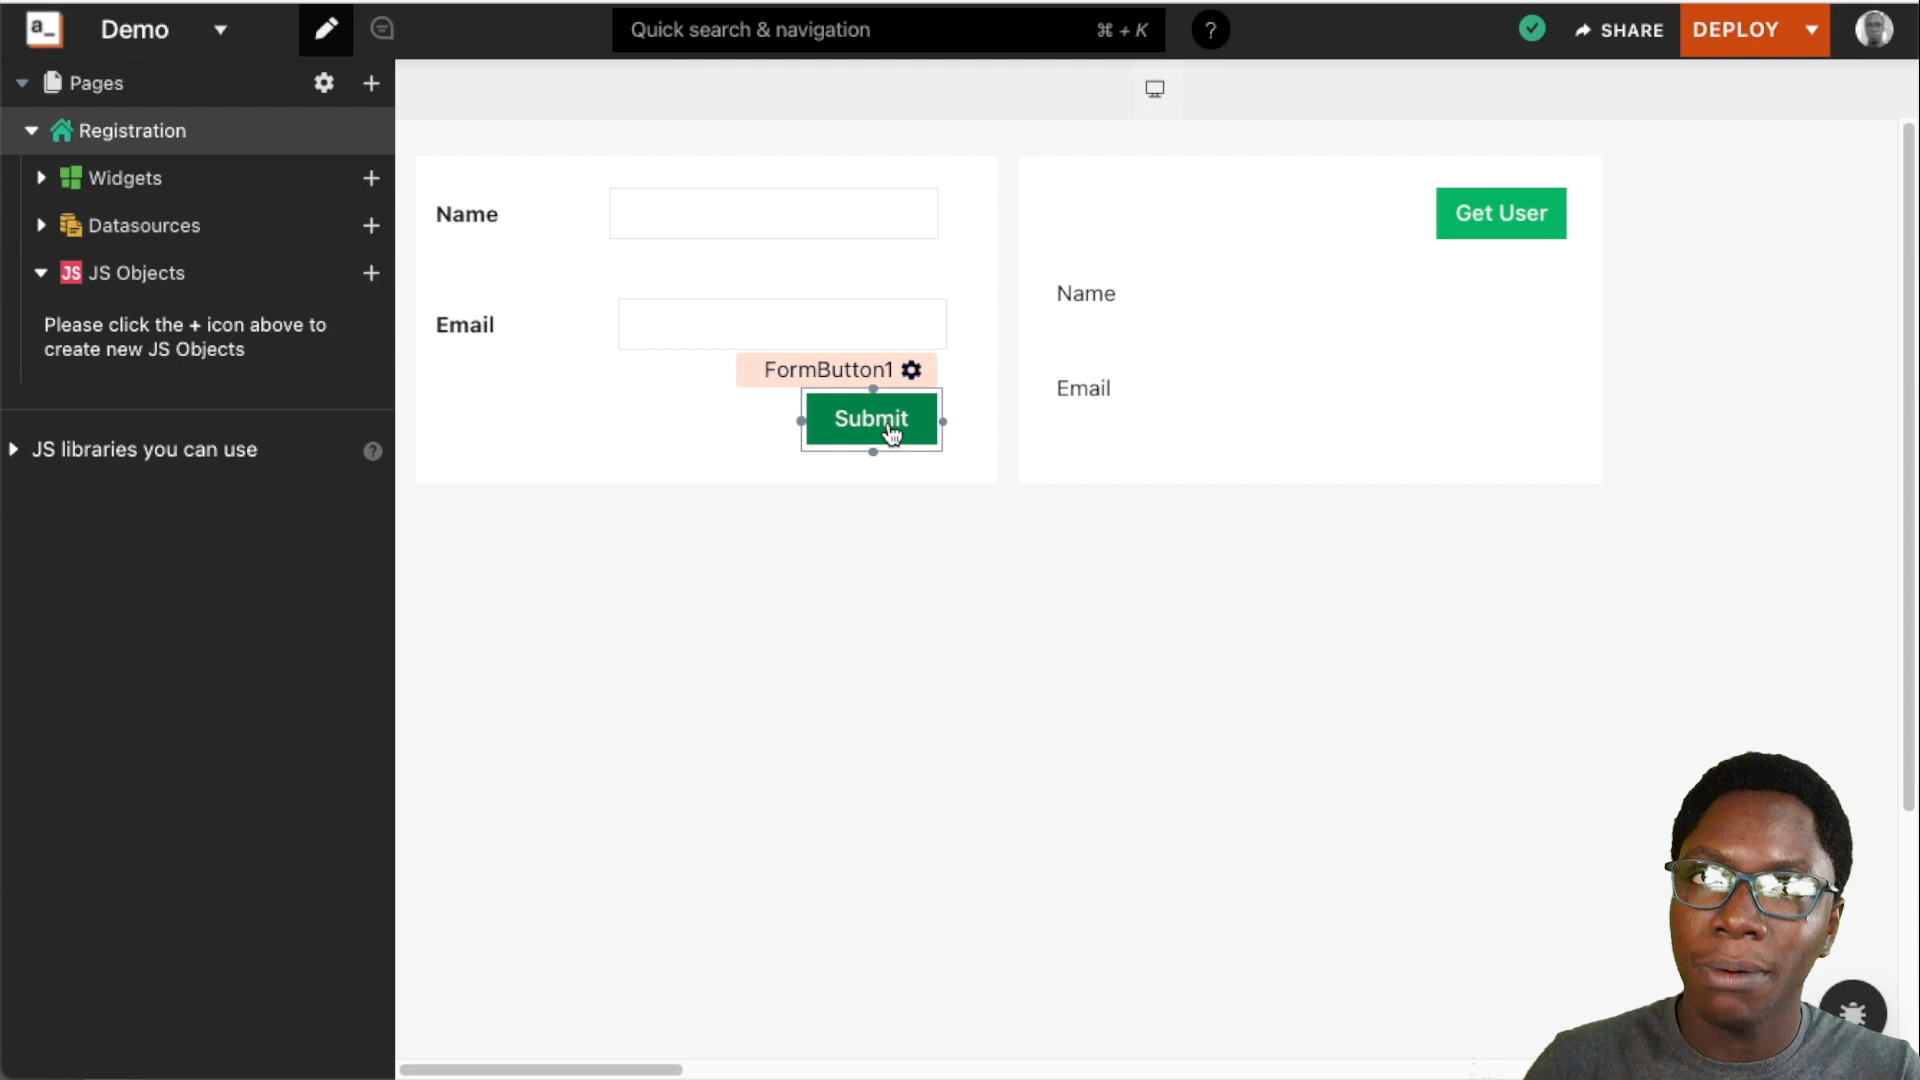 a_ Demo Quick search & navigation ⌘ + K ? SHARE DEPLOY
Pages
Registration
Widgets
Datasources
JS JS Objects
Please click the + icon above to
create new JS Objects
JS libraries you can use ?
Name
Email
FormButton1
Submit
Get User
Name
Email